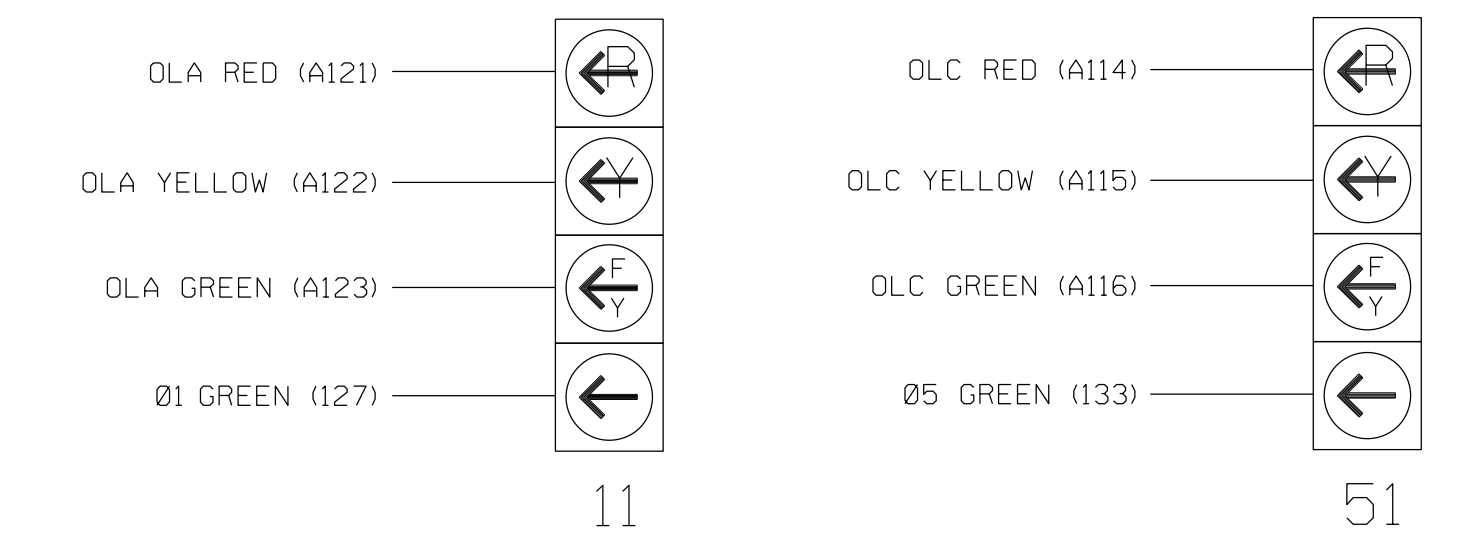 OLA RED (A121)
R
OLA YELLOW (A122)
Y
F
OLA GREEN (A123)
Y
Ø1 GREEN (127)
11
OLC RED (A114)
R
OLC YELLOW (A115)
Y
F
OLC GREEN (A116)
Y
Ø5 GREEN (133)
51